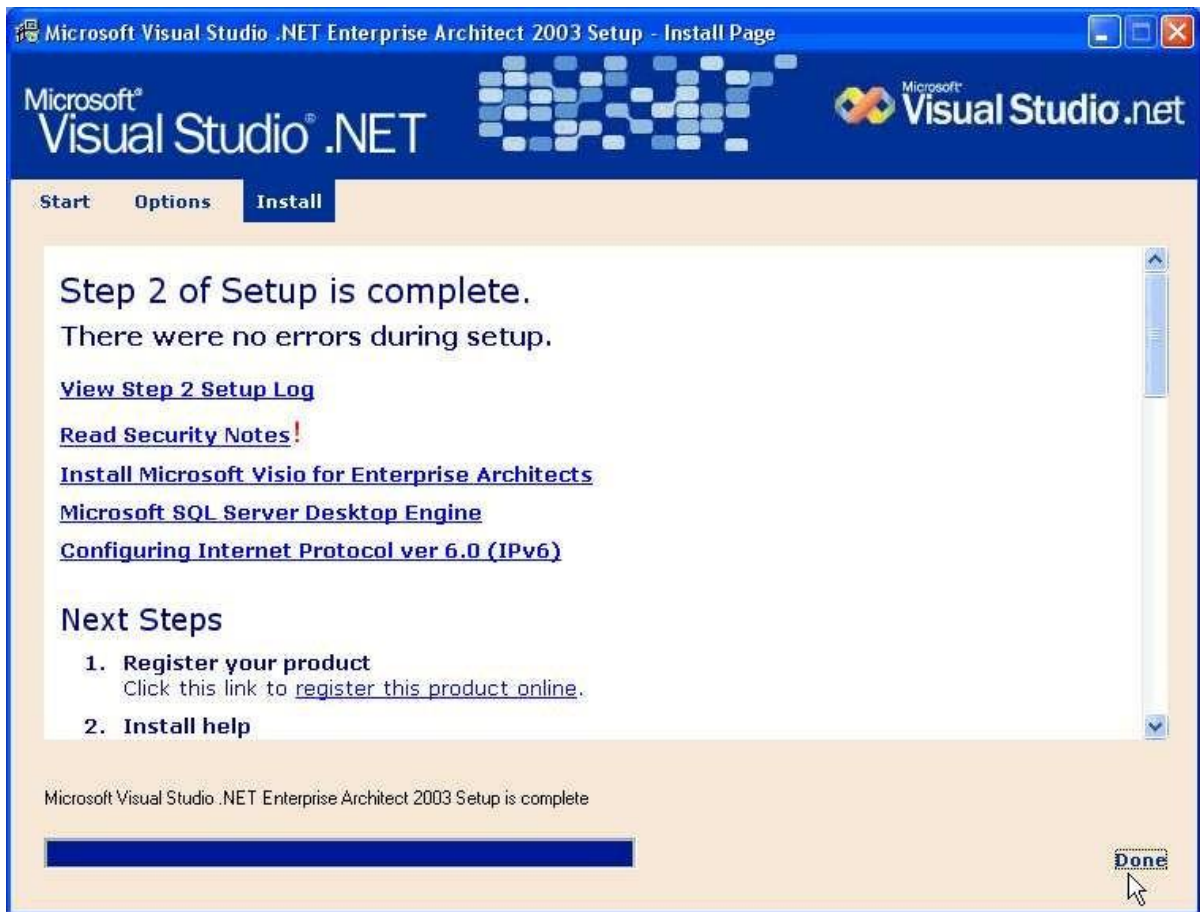 Microsoft Visual Studio .NET Enterprise Architect 2003 Setup - Install Page
Microsoft®
Visual Studio® .NET
Microsoft
Visual Studio.net
Start Options Install
Step 2 of Setup is complete.
There were no errors during setup.
View Step 2 Setup Log
Read Security Notes!
Install Microsoft Visio for Enterprise Architects
Microsoft SQL Server Desktop Engine
Configuring Internet Protocol ver 6.0 (IPv6)
Next Steps
1. Register your product
Click this link to register this product online.
2. Install help
Microsoft Visual Studio .NET Enterprise Architect 2003 Setup is complete
Done